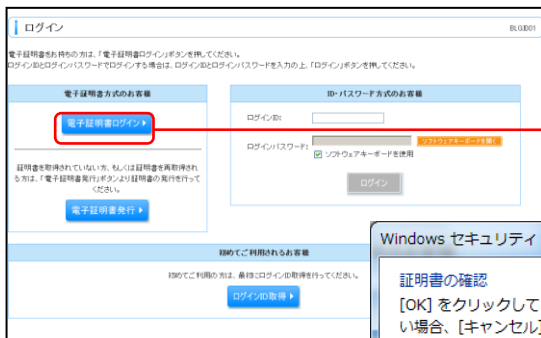 ログイン
BLGI001
電子証明書をお持ちの方は、「電子証明書ログイン」ボタンを押してください。
ログインIDとログインパスワードでログインする場合は、ログインIDとログインパスワードを入力の上、「ログイン」ボタンを押してください。
電子証明書方式のお客様
電子証明書ログイン
証明書を取得されていない方、もしくは証明書を再取得され
る方は、「電子証明書発行」ボタンより証明書の発行を行って
ください。
電子証明書発行
ID・パスワード方式のお客様
ログインID:
ログインパスワード:
ソフトウェアキーボードを開く
ソフトウェアキーボードを使用
ログイン
初めてご利用されるお客様
初めてご利用の方は、最初にログインID取得を行ってください。
ログインID取得
Windows セキュリティ
証明書の確認
[OK] をクリックして
い場合、[キャンセル]